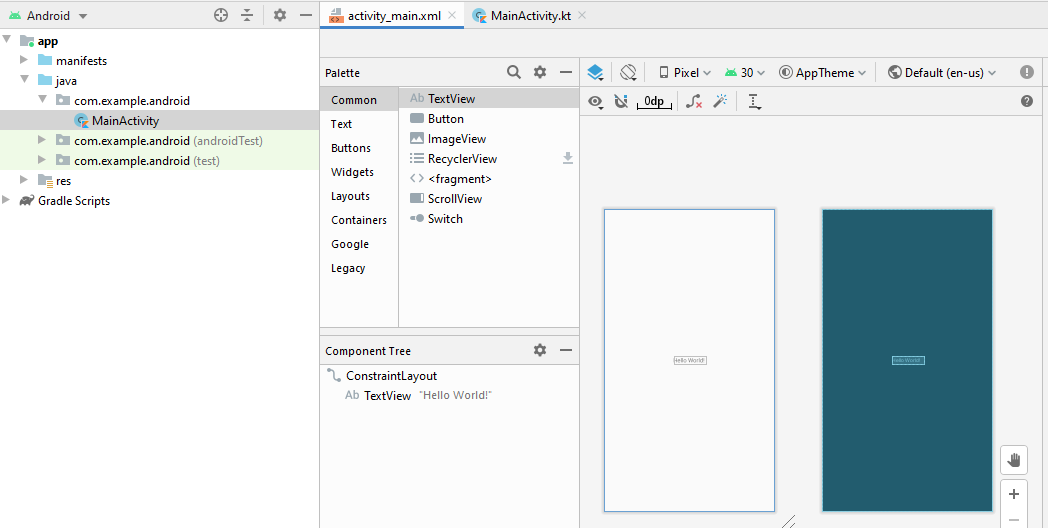 Android
app
manifests
java
com.example.android
MainActivity
com.example.android (androidTest)
com.example.android (test)
res
Gradle Scripts
activity_main.xml
MainActivity.kt
Palette
Common
Text
Buttons
Widgets
Layouts
Containers
Google
Legacy
Ab TextView
Button
ImageView
RecyclerView
<fragment>
ScrollView
Switch
Component Tree
ConstraintLayout
Ab TextView "Hello World!"
Pixel
30
AppTheme
Default (en-us)
0dp
Hello World!
Hello World!